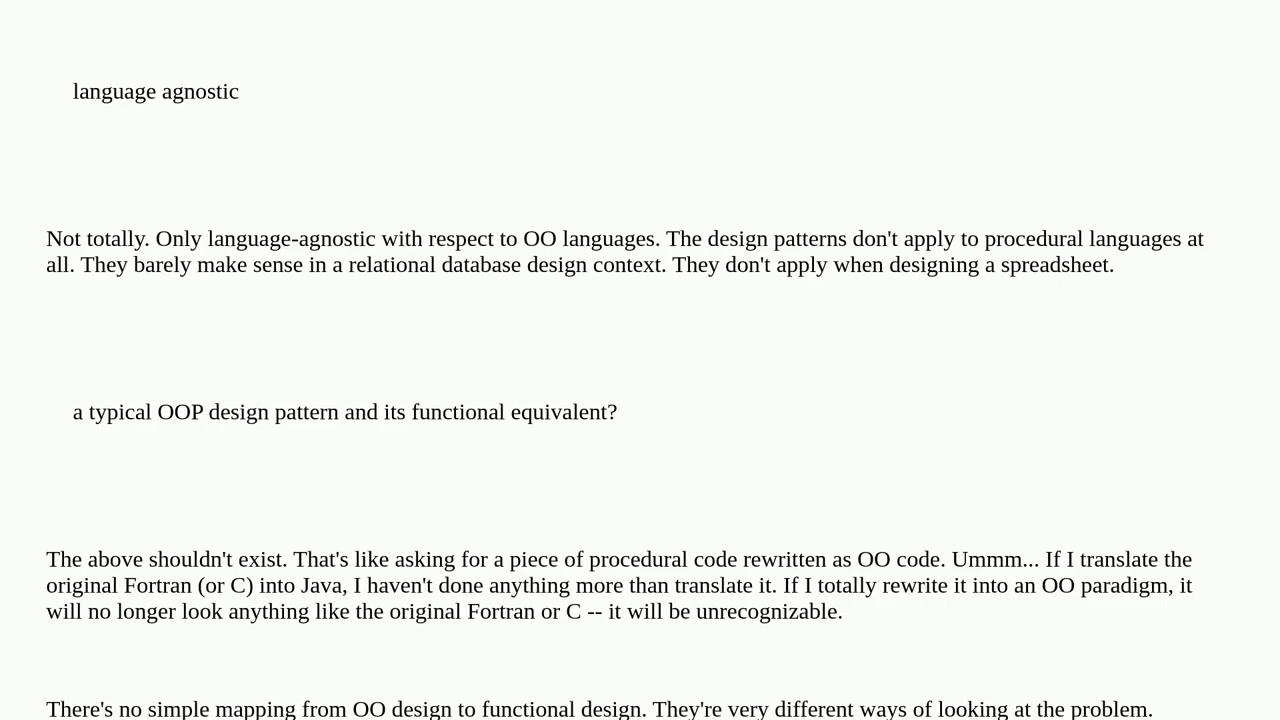 language agnostic
Not totally. Only language-agnostic with respect to OO languages. The design patterns don't apply to procedural languages at
all. They barely make sense in a relational database design context. They don't apply when designing a spreadsheet.
a typical OOP design pattern and its functional equivalent?
The above shouldn't exist. That's like asking for a piece of procedural code rewritten as OO code. Ummm... If I translate the
original Fortran (or C) into Java, I haven't done anything more than translate it. If I totally rewrite it into an OO paradigm, it
will no longer look anything like the original Fortran or C -- it will be unrecognizable.
There's no simple mapping from OO design to functional design. They're very different ways of looking at the problem.